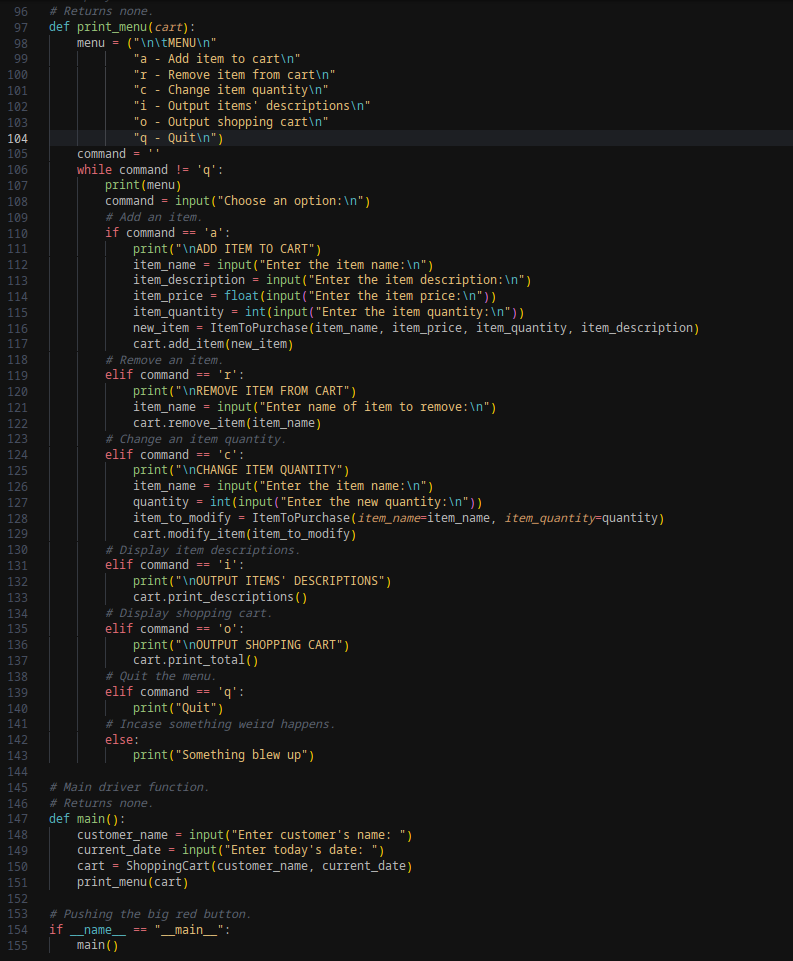 96 # Returns none.
97 def print_menu(cart):
98     menu = ("\n\tMENU\n"
99             "a - Add item to cart\n"
100             "r - Remove item from cart\n"
101             "c - Change item quantity\n"
102             "i - Output items' descriptions\n"
103             "o - Output shopping cart\n"
104             "q - Quit\n")
105     command = ''
106     while command != 'q':
107         print(menu)
108         command = input("Choose an option:\n")
109         # Add an item.
110         if command == 'a':
111             print("\nADD ITEM TO CART")
112             item_name = input("Enter the item name:\n")
113             item_description = input("Enter the item description:\n")
114             item_price = float(input("Enter the item price:\n"))
115             item_quantity = int(input("Enter the item quantity:\n"))
116             new_item = ItemToPurchase(item_name, item_price, item_quantity, item_description)
117             cart.add_item(new_item)
118         # Remove an item.
119         elif command == 'r':
120             print("\nREMOVE ITEM FROM CART")
121             item_name = input("Enter name of item to remove:\n")
122             cart.remove_item(item_name)
123         # Change an item quantity.
124         elif command == 'c':
125             print("\nCHANGE ITEM QUANTITY")
126             item_name = input("Enter the item name:\n")
127             quantity = int(input("Enter the new quantity:\n"))
128             item_to_modify = ItemToPurchase(item_name=item_name, item_quantity=quantity)
129             cart.modify_item(item_to_modify)
130         # Display item descriptions.
131         elif command == 'i':
132             print("\nOUTPUT ITEMS' DESCRIPTIONS")
133             cart.print_descriptions()
134         # Display shopping cart.
135         elif command == 'o':
136             print("\nOUTPUT SHOPPING CART")
137             cart.print_total()
138         # Quit the menu.
139         elif command == 'q':
140             print("Quit")
141         # Incase something weird happens.
142         else:
143             print("Something blew up")
144
145 # Main driver function.
146 # Returns none.
147 def main():
148     customer_name = input("Enter customer's name: ")
149     current_date = input("Enter today's date: ")
150     cart = ShoppingCart(customer_name, current_date)
151     print_menu(cart)
152
153 # Pushing the big red button.
154 if __name__ == "__main__":
155     main()